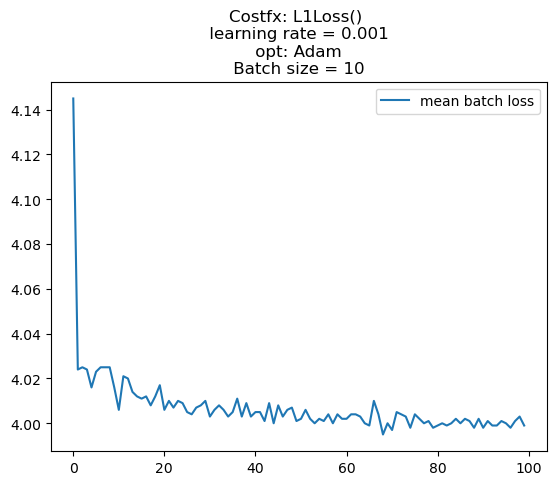 Costfx: L1Loss()
learning rate = 0.001
opt: Adam
Batch size = 10
mean batch loss
4.14
4.12
4.10
4.08
4.06
4.04
4.02
4.00
0
20
40
60
80
100